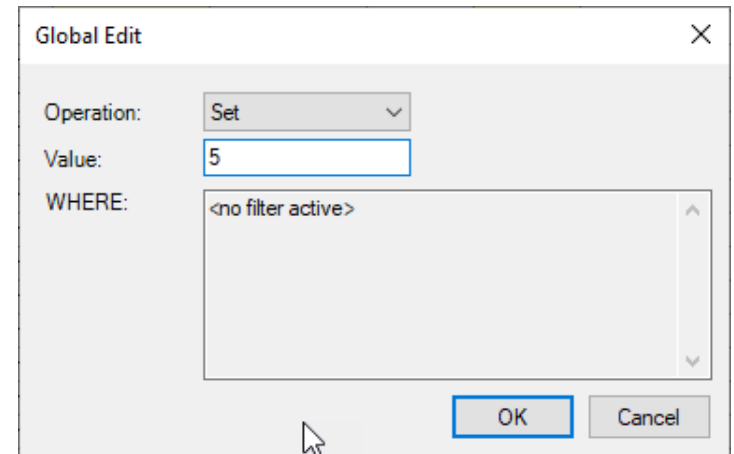 Global Edit
Operation: Set
Value: 5
WHERE: <no filter active>
OK Cancel